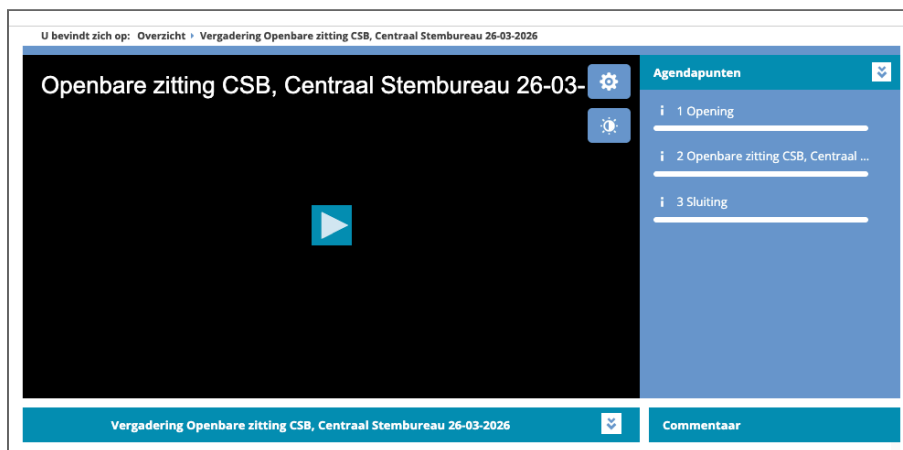 U bevindt zich op: Overzicht › Vergadering Openbare zitting CSB, Centraal Stembureau 26-03-2026
Openbare zitting CSB, Centraal Stembureau 26-03-
Agendapunten
i 1 Opening
i 2 Openbare zitting CSB, Centraal ...
i 3 Sluiting
Vergadering Openbare zitting CSB, Centraal Stembureau 26-03-2026
Commentaar